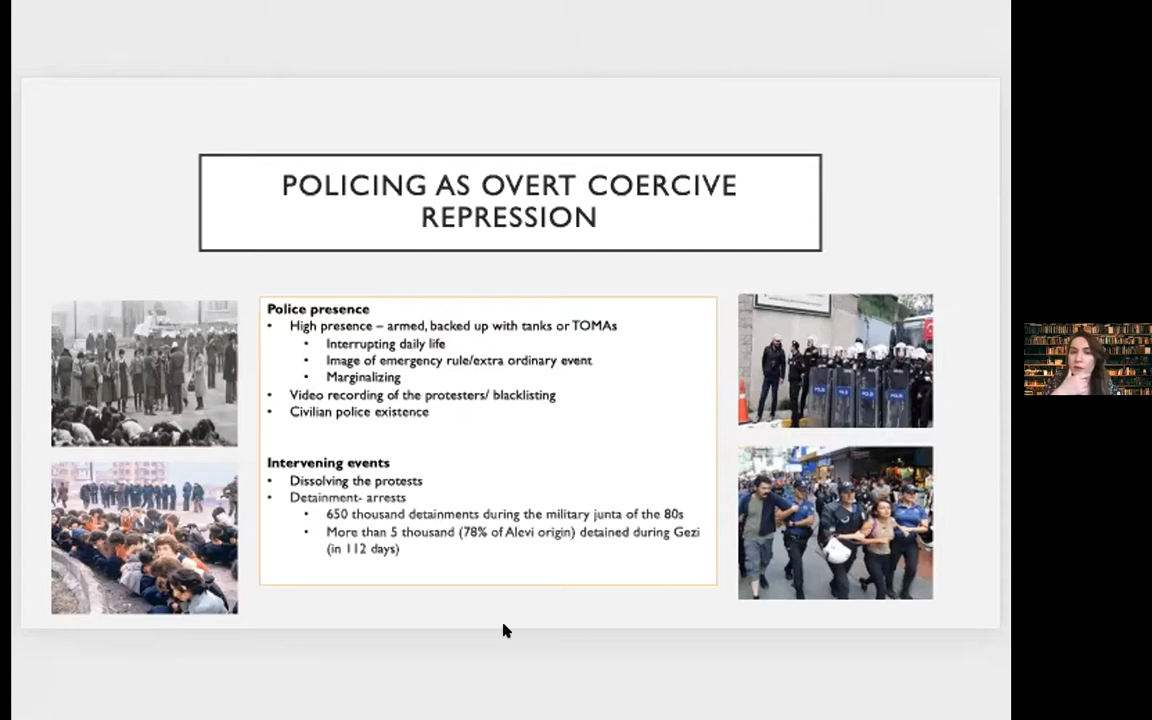 POLICING AS OVERT COERCIVE
REPRESSION
Police presence
• High presence – armed, backed up with tanks or TOMAs
• Interrupting daily life
• Image of emergency rule/extra ordinary event
• Marginalizing
• Video recording of the protesters/ blacklisting
• Civilian police existence
Intervening events
• Dissolving the protests
• Detainment- arrests
• 650 thousand detainments during the military junta of the 80s
• More than 5 thousand (78% of Alevi origin) detained during Gezi
(in 112 days)
POLİS POLİS POLİS